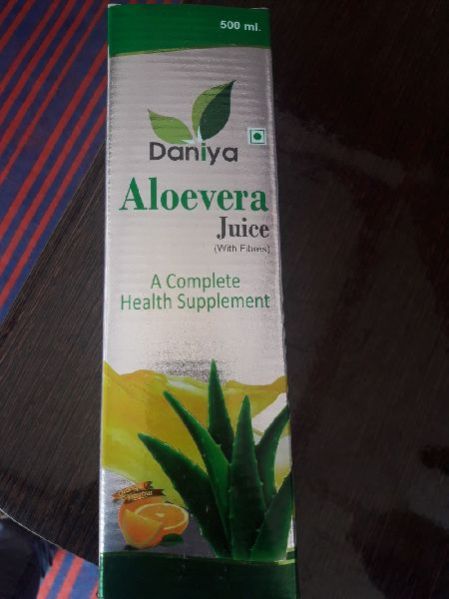 500 ml.
Daniya
Aloevera
Juice
(With Fibres)
A Complete
Health Supplement